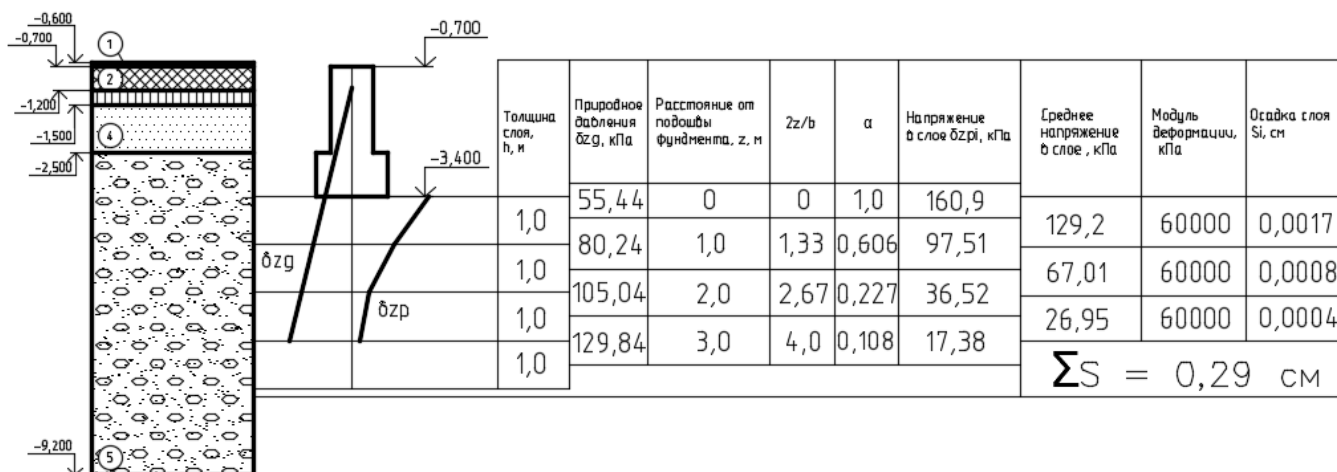 -0,600
-0,700
-1,200
-1,500
-2,500
-9,200
1
2
4
5
-0,700
-3,400
δzg
δzp
Толщина
слоя,
h, м
Природное
давления
δzg, кПа
Расстояние от
подошвы
фундмента, z, м
2z/b
α
Напряжение
в слое δzpi, кПа
Среднее
напряжение
в слое , кПа
Модуль
деформации,
кПа
Осадка слоя
Si, см
55,44 0 0 1,0 160,9
1,0 129,2 60000 0,0017
80,24 1,0 1,33 0,606 97,51
1,0 67,01 60000 0,0008
105,04 2,0 2,67 0,227 36,52
1,0 26,95 60000 0,0004
129,84 3,0 4,0 0,108 17,38
1,0
ΣS = 0,29 см